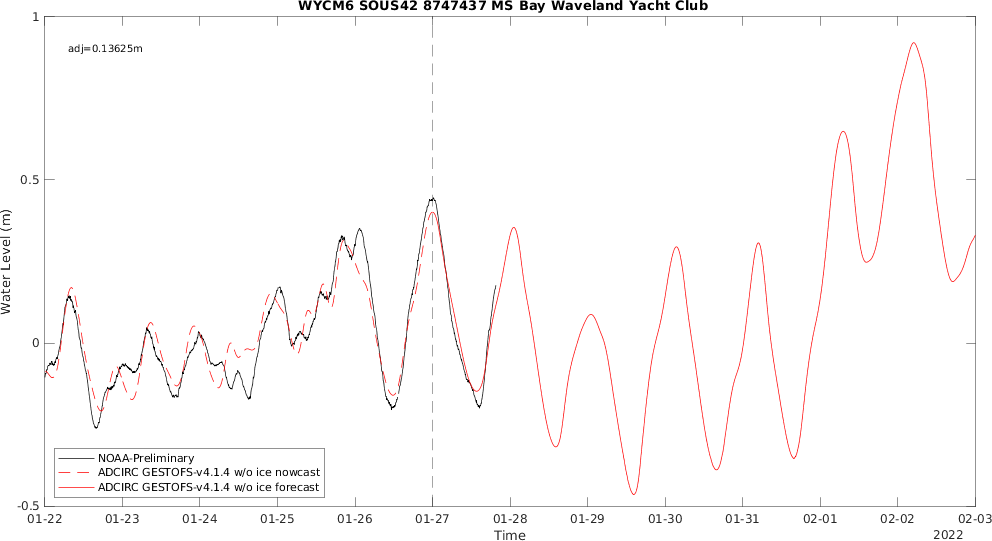 WYCM6 SOUS42 8747437 MS Bay Waveland Yacht Club
adj=0.13625m
1
0.5
0
-0.5
Water Level (m)
NOAA-Preliminary
ADCIRC GESTOFS-v4.1.4 w/o ice nowcast
ADCIRC GESTOFS-v4.1.4 w/o ice forecast
01-22 01-23 01-24 01-25 01-26 01-27 01-28 01-29 01-30 01-31 02-01 02-02 02-03
Time
2022